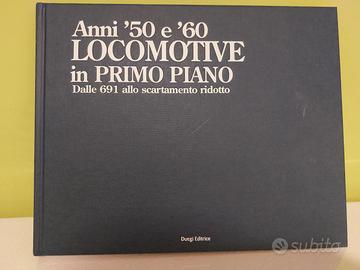 Anni '50 e '60
LOCOMOTIVE
in PRIMO PIANO
Dalle 691 allo scartamento ridotto
Duegi Editrice
subito